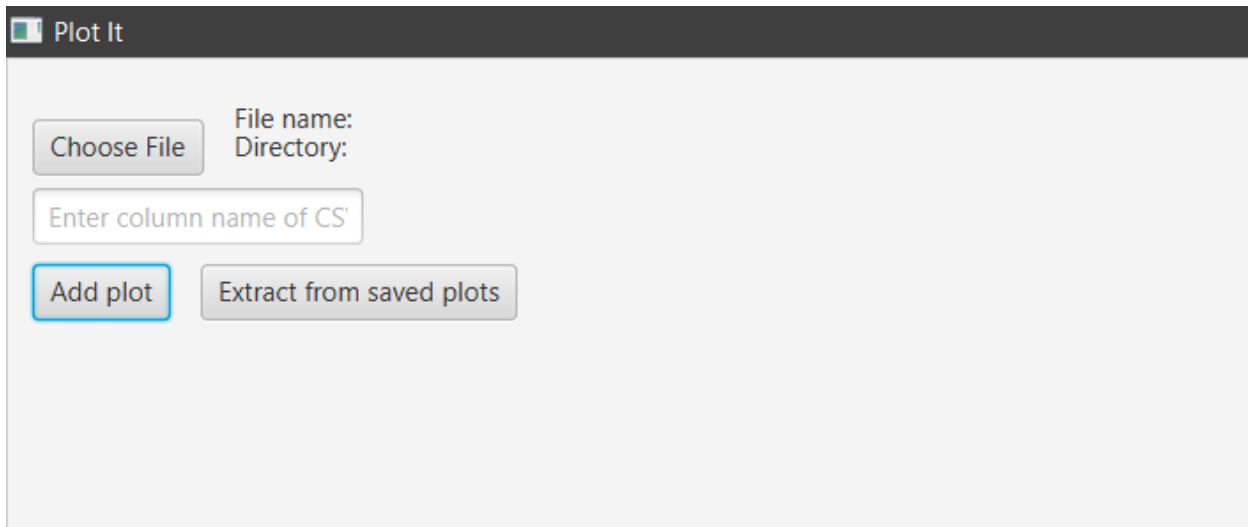 Plot It
File name:
Choose File
Directory:
Enter column name of CS
Add plot
Extract from saved plots